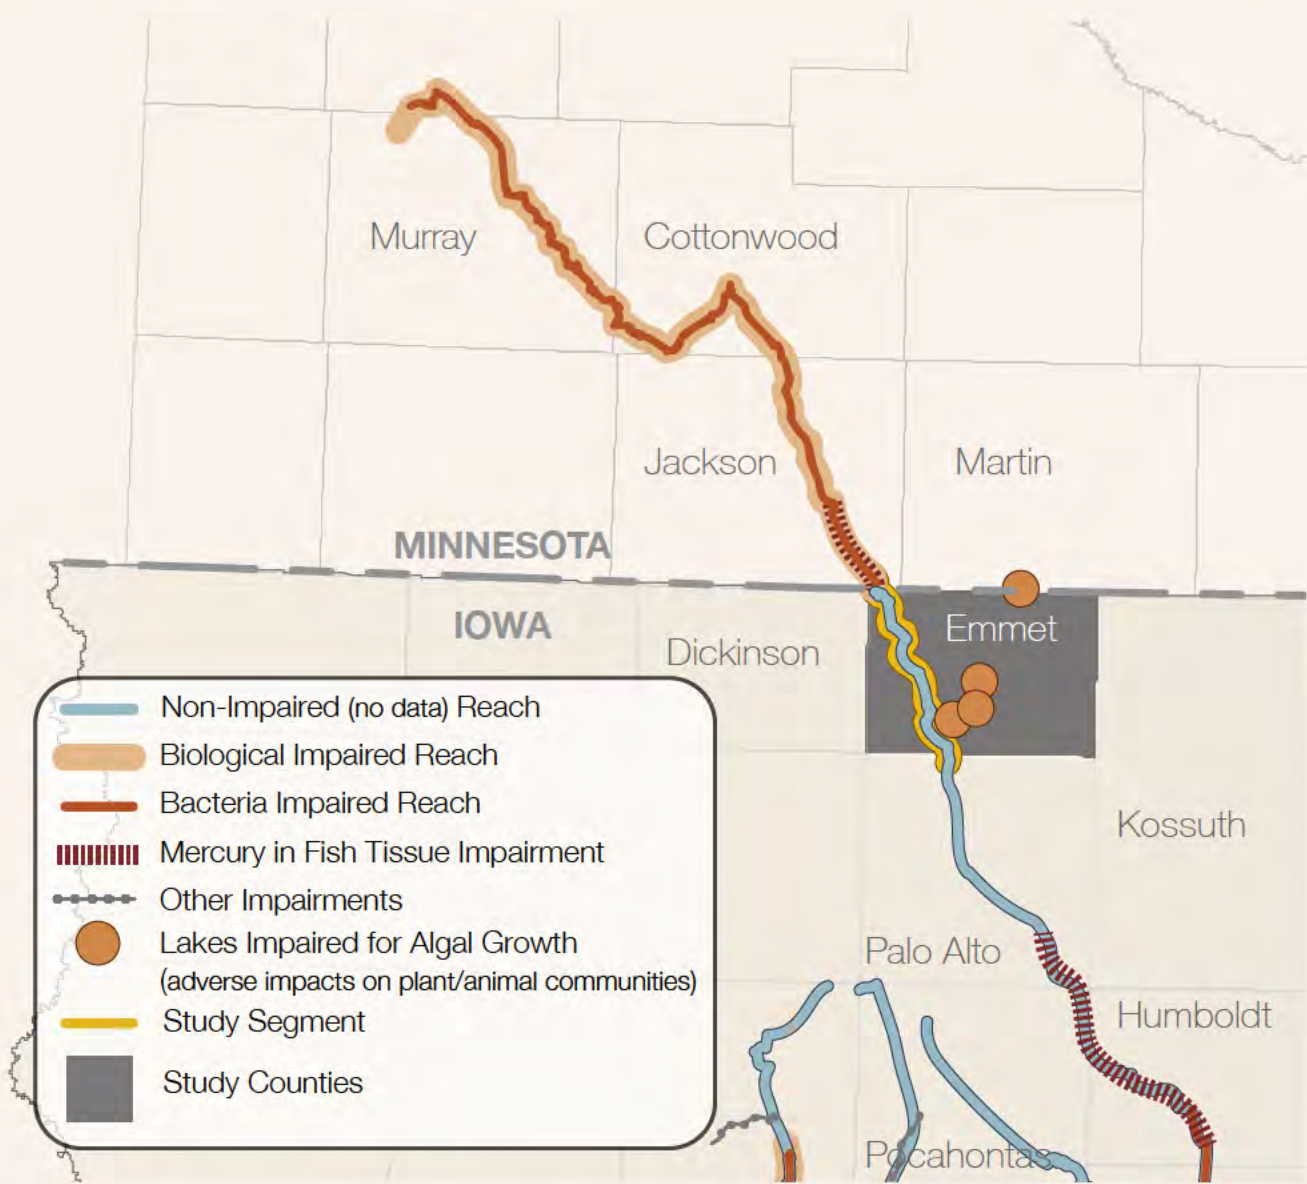 Murray
Cottonwood
Jackson
Martin
MINNESOTA
IOWA
Emmet
Dickinson
Non-Impaired (no data) Reach
Biological Impaired Reach
Bacteria Impaired Reach
Mercury in Fish Tissue Impairment
Other Impairments
Lakes Impaired for Algal Growth
(adverse impacts on plant/animal communities)
Study Segment
Study Counties
Kossuth
Palo Alto
Humboldt
Pocahontas